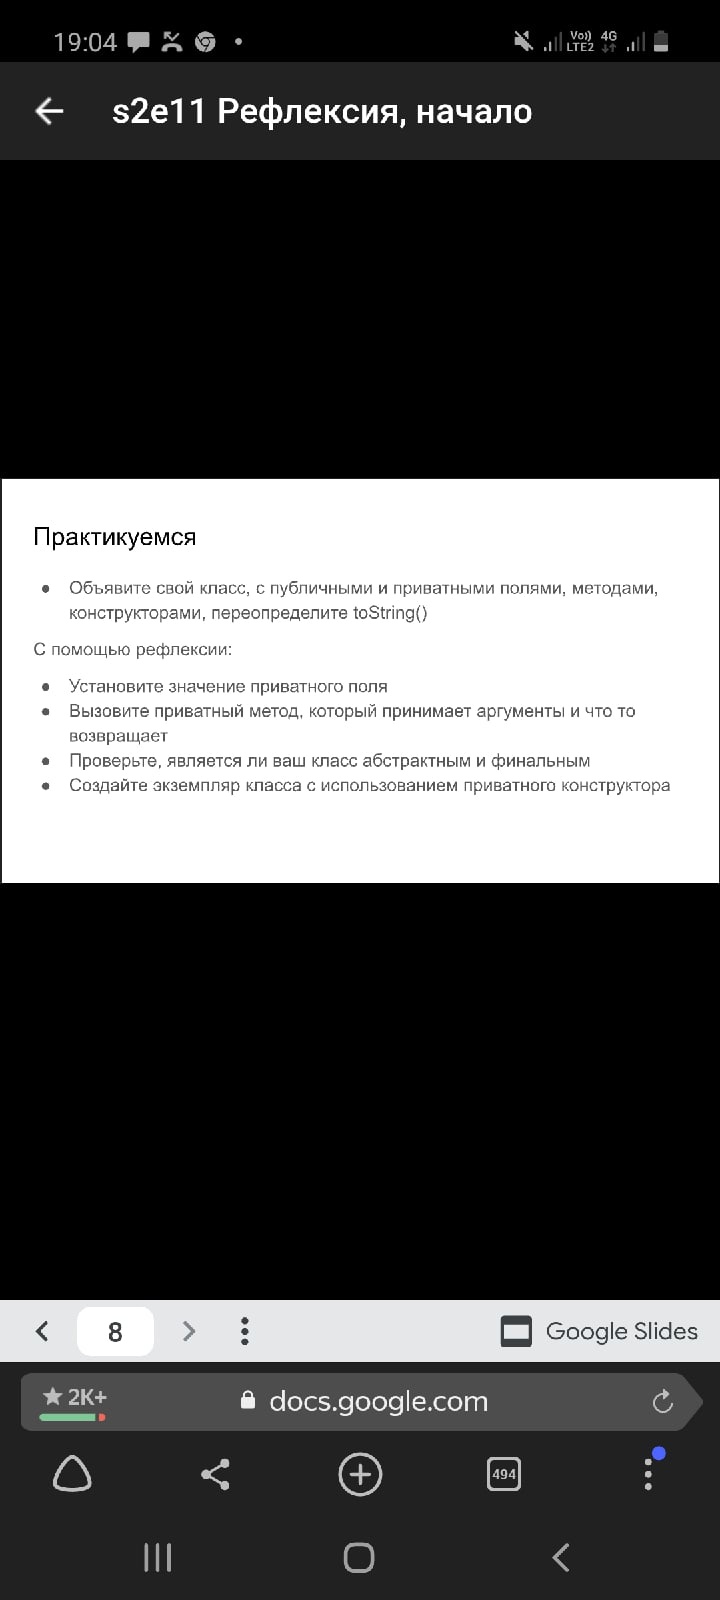 19:04
Vo)) 4G
LTE2
s2e11 Рефлексия, начало
Практикуемся
● Объявите свой класс, с публичными и приватными полями, методами,
конструкторами, переопределите toString()
С помощью рефлексии:
● Установите значение приватного поля
● Вызовите приватный метод, который принимает аргументы и что то
возвращает
● Проверьте, является ли ваш класс абстрактным и финальным
● Создайте экземпляр класса с использованием приватного конструктора
8
Google Slides
2K+
docs.google.com
494